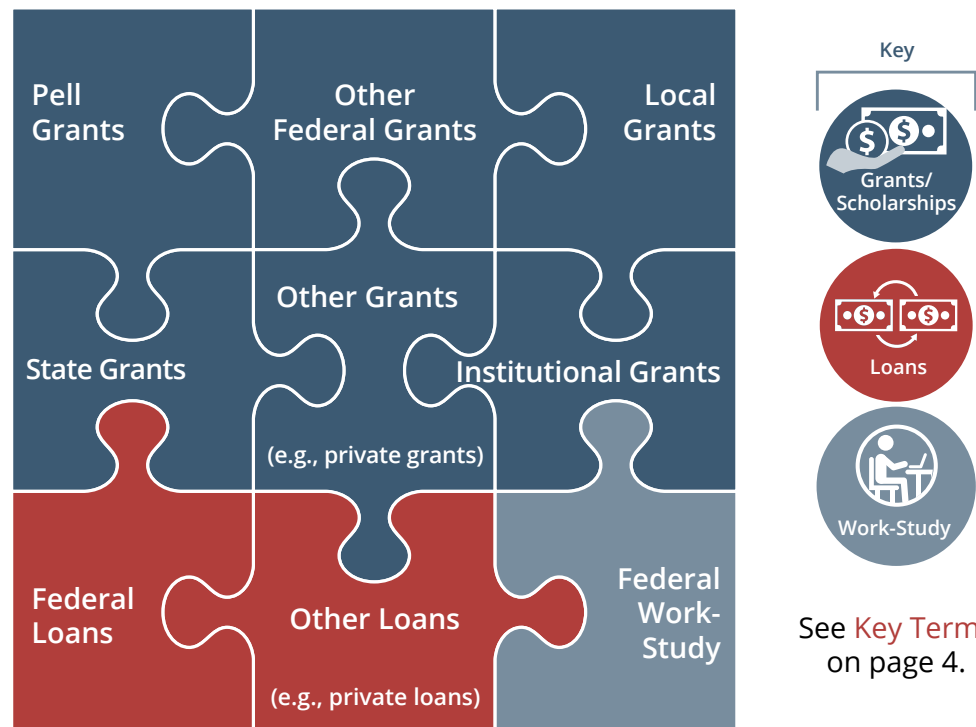 Pell
Grants
Other
Federal Grants
Local
Grants
State Grants
Other Grants
(e.g., private grants)
Institutional Grants
Federal
Loans
Other Loans
(e.g., private loans)
Federal
Work-
Study
Key
$ $
Grants/
Scholarships
$ $
Loans
Work-Study
See Key Term
on page 4.